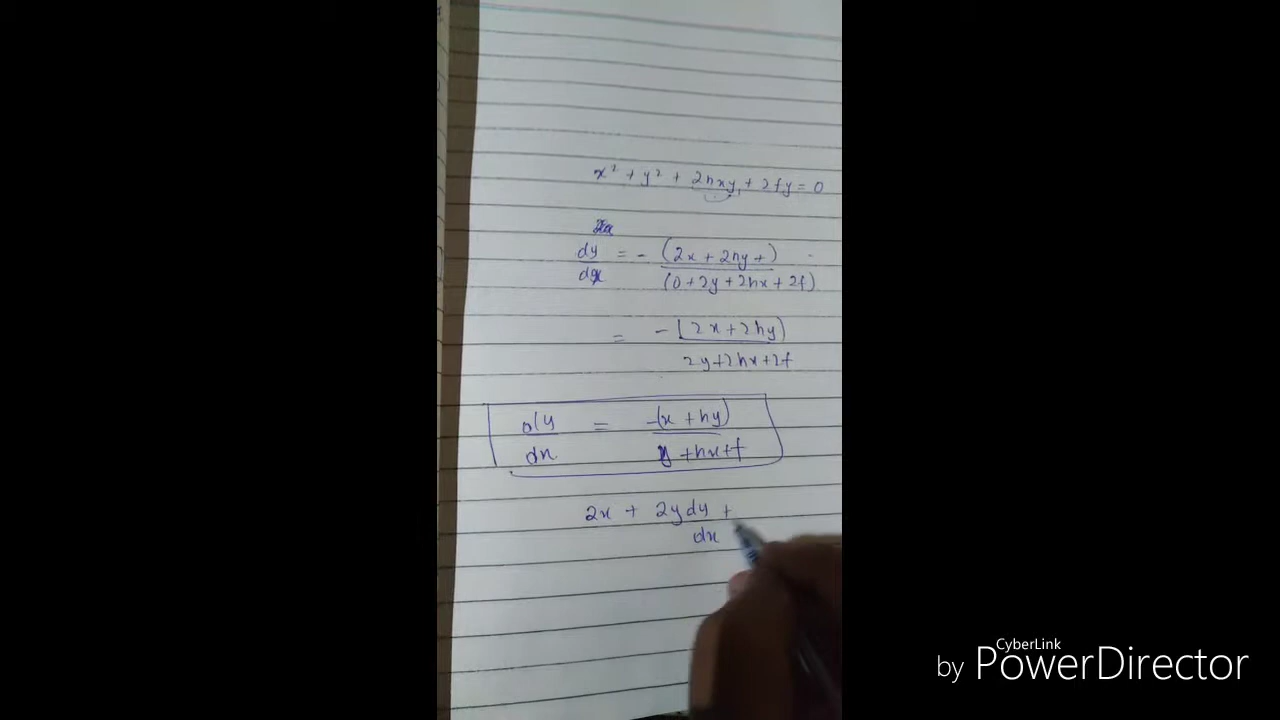 x² + y² + 2hxy + 2fy = 0
dy/dx = - (2x + 2hy +)/(0 + 2y + 2hx + 2f)
= -(2x + 2hy)/2y + 2hx + 2f
dy/dx = -(x + hy)/y + hx + f
2x + 2y dy/dx +
CyberLink
by PowerDirector